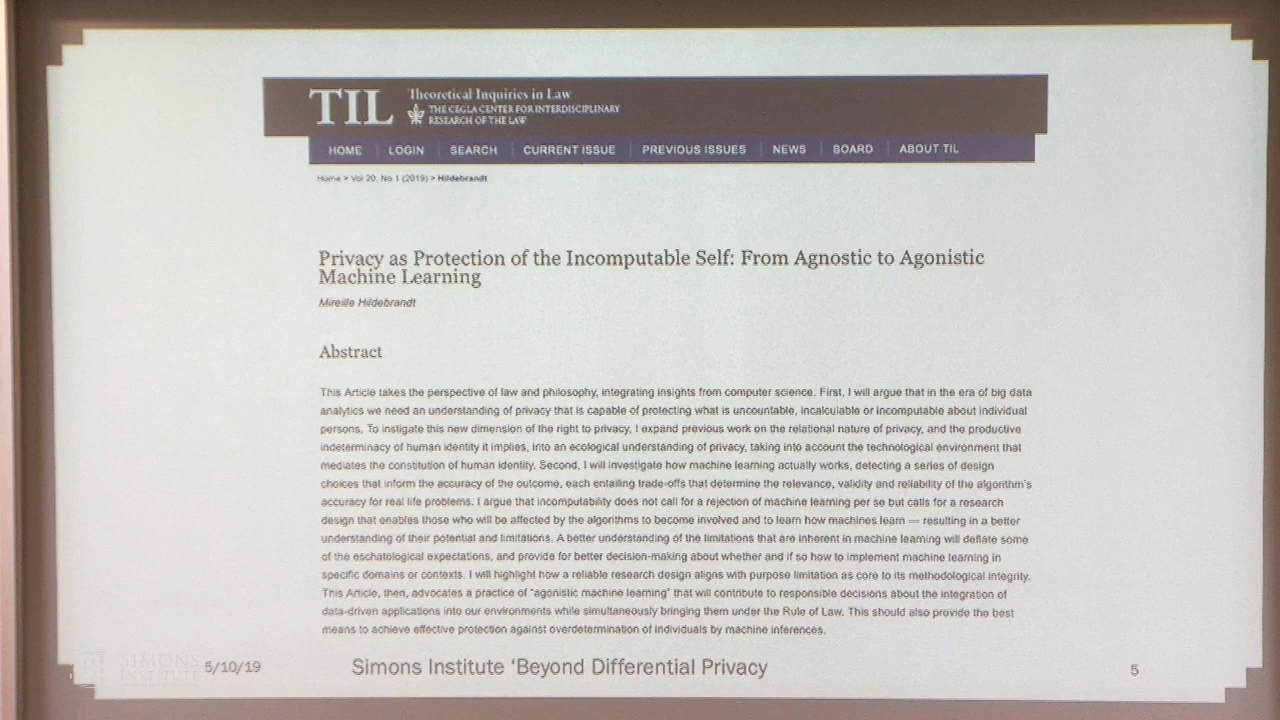 TIL
Theoretical Inquiries in Law
THE CEGLA CENTER FOR INTERDISCIPLINARY
RESEARCH OF THE LAW
HOME LOGIN SEARCH CURRENT ISSUE PREVIOUS ISSUES NEWS BOARD ABOUT TIL
Home > Vol 20, No 1 (2019) > Hildebrandt
Privacy as Protection of the Incomputable Self: From Agnostic to Agonistic
Machine Learning
Mireille Hildebrandt
Abstract
This Article takes the perspective of law and philosophy, integrating insights from computer science. First, I will argue that in the era of big data
analytics we need an understanding of privacy that is capable of protecting what is uncountable, incalculable or incomputable about individual
persons. To instigate this new dimension of the right to privacy, I expand previous work on the relational nature of privacy, and the productive
indeterminacy of human identity it implies, into an ecological understanding of privacy, taking into account the technological environment that
mediates the constitution of human identity. Second, I will investigate how machine learning actually works, detecting a series of design
choices that inform the accuracy of the outcome, each entailing trade-offs that determine the relevance, validity and reliability of the algorithm's
accuracy for real life problems. I argue that incomputability does not call for a rejection of machine learning per se but calls for a research
design that enables those who will be affected by the algorithms to become involved and to learn how machines learn — resulting in a better
understanding of their potential and limitations. A better understanding of the limitations that are inherent in machine learning will deflate some
of the eschatological expectations, and provide for better decision-making about whether and if so how to implement machine learning in
specific domains or contexts. I will highlight how a reliable research design aligns with purpose limitation as core to its methodological integrity.
This Article, then, advocates a practice of "agonistic machine learning" that will contribute to responsible decisions about the integration of
data-driven applications into our environments while simultaneously bringing them under the Rule of Law. This should also provide the best
means to achieve effective protection against overdetermination of individuals by machine inferences.
SIMONS
INSTITUTE
5/10/19 Simons Institute ‘Beyond Differential Privacy 5